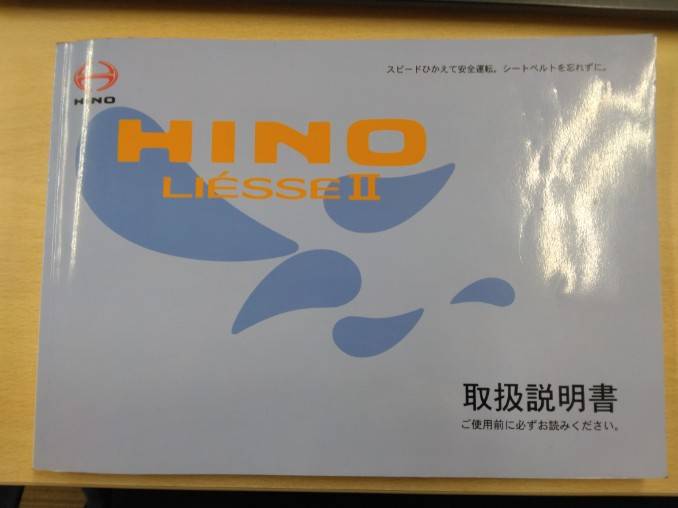 スピードひかえて安全運転。シートベルトを忘れずに。
HINO
HINO
LIÉSSE II
取扱説明書
ご使用前に必ずお読みください。